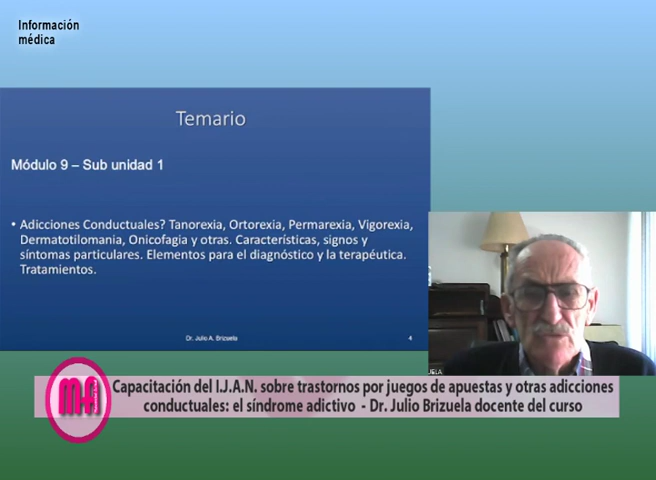 Información
médica
Temario
Módulo 9 – Sub unidad 1
• Adicciones Conductuales? Tanorexia, Ortorexia, Permarexia, Vigorexia,
Dermatotilomania, Onicofagia y otras. Características, signos y
síntomas particulares. Elementos para el diagnóstico y la terapéutica.
Tratamientos.
Dr. Julio A. Brizuela
4
Capacitación del I.J.A.N. sobre trastornos por juegos de apuestas y otras adicciones
conductuales: el síndrome adictivo - Dr. Julio Brizuela docente del curso